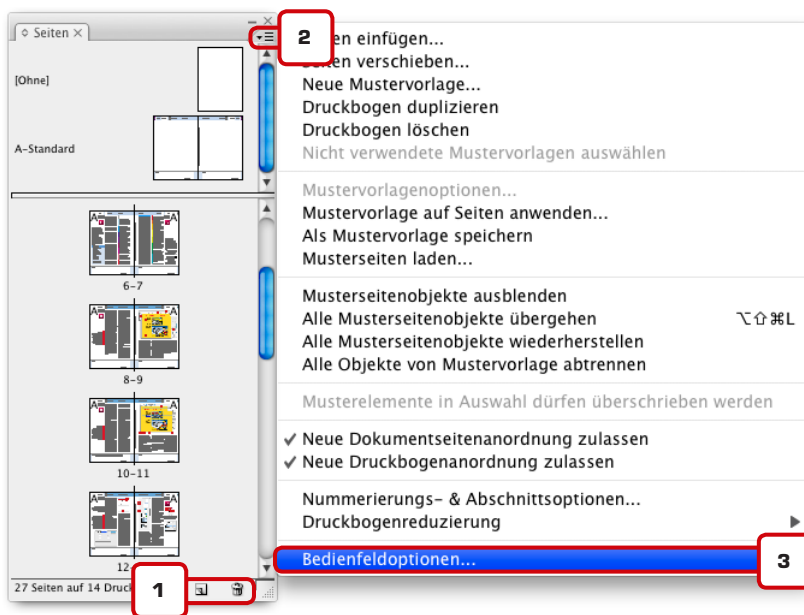 Seiten
[Ohne]
A-Standard
6-7
8-9
10-11
12
27 Seiten auf 14
1
2
einfügen...
verschieben...
Neue Mustervorlage...
Druckbogen duplizieren
Druckbogen löschen
Nicht verwendete Mustervorlagen auswählen
Mustervorlagenoptionen...
Mustervorlage auf Seiten anwenden...
Als Mustervorlage speichern
Musterseiten laden...
Musterseitenobjekte ausblenden
Alle Musterseitenobjekte übergehen ⌥⇧⌘L
Alle Musterseitenobjekte wiederherstellen
Alle Objekte von Mustervorlage abtrennen
Musterelemente in Auswahl dürfen überschrieben werden
✓ Neue Dokumentseitenanordnung zulassen
✓ Neue Druckbogenanordnung zulassen
Nummerierungs- & Abschnittsoptionen...
Druckbogenreduzierung
Bedienfeldoptionen...
3